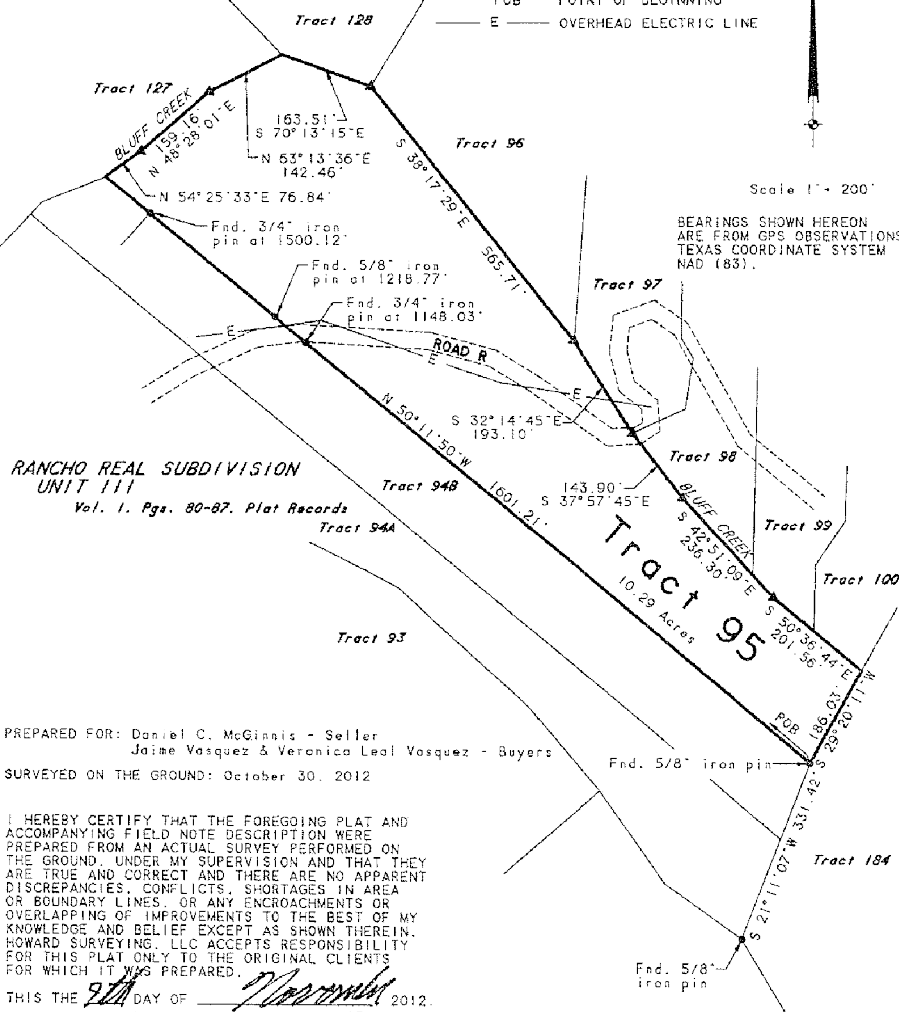 Tract 128
POB POINT OF BEGINNING
E OVERHEAD ELECTRIC LINE
Tract 127
BLUFF CREEK
159.16'
N 48°28'01"E
163.51'
S 70°13'15"E
N 63°13'36"E
142.46'
N 54°25'33"E 76.84'
Tract 96
S 38°17'29"E
565.71'
Scale 1"= 200'
BEARINGS SHOWN HEREON
ARE FROM GPS OBSERVATIONS
TEXAS COORDINATE SYSTEM
NAD (83).
Fnd. 3/4" iron
pin at 1500.12'
Fnd. 5/8" iron
pin at 1218.77'
Fnd. 3/4" iron
pin at 1148.03'
Tract 97
E
ROAD R
E
E
S 32°14'45"E
193.10'
N 50°11'50"W
1601.21'
RANCHO REAL SUBDIVISION
UNIT III
Vol. 1, Pgs. 80-87, Plat Records
Tract 94B
Tract 94A
Tract 98
143.90'
S 37°57'45"E
BLUFF CREEK
S 42°51'09"E
236.30'
Tract 99
Tract 100
Tract 95
10.29 Acres
S 50°36'44"E
201.56'
Tract 93
POB
186.03'
S 29°20'11"W
PREPARED FOR: Daniel C. McGinnis - Seller
Jaime Vasquez & Veronica Leal Vasquez - Buyers
SURVEYED ON THE GROUND: October 30, 2012
Fnd. 5/8" iron pin
S 21°11'07"W 331.42'
Tract 184
I HEREBY CERTIFY THAT THE FOREGOING PLAT AND
ACCOMPANYING FIELD NOTE DESCRIPTION WERE
PREPARED FROM AN ACTUAL SURVEY PERFORMED ON
THE GROUND, UNDER MY SUPERVISION AND THAT THEY
ARE TRUE AND CORRECT AND THERE ARE NO APPARENT
DISCREPANCIES, CONFLICTS, SHORTAGES IN AREA
OR BOUNDARY LINES, OR ANY ENCROACHMENTS OR
OVERLAPPING OF IMPROVEMENTS TO THE BEST OF MY
KNOWLEDGE AND BELIEF EXCEPT AS SHOWN THEREIN.
HOWARD SURVEYING, LLC ACCEPTS RESPONSIBILITY
FOR THIS PLAT ONLY TO THE ORIGINAL CLIENTS
FOR WHICH IT WAS PREPARED.
THIS THE 9th DAY OF November 2012.
Fnd. 5/8"
iron pin